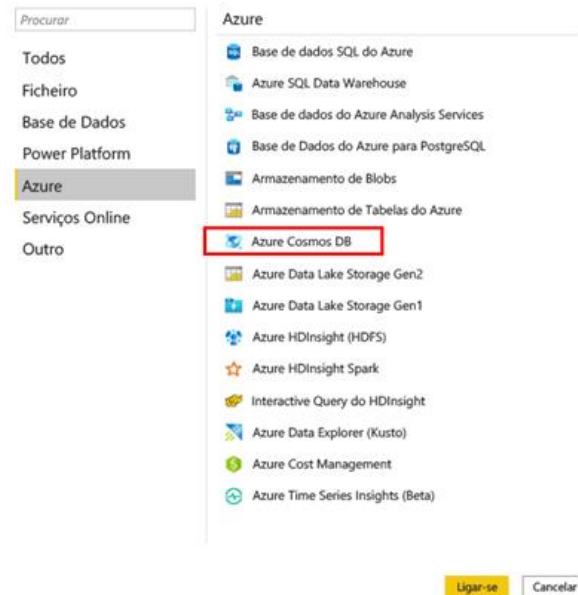 Procurar
Todos
Ficheiro
Base de Dados
Power Platform
Azure
Serviços Online
Outro
Azure
Base de dados SQL do Azure
Azure SQL Data Warehouse
Base de dados do Azure Analysis Services
Base de Dados do Azure para PostgreSQL
Armazenamento de Blobs
Armazenamento de Tabelas do Azure
Azure Cosmos DB
Azure Data Lake Storage Gen2
Azure Data Lake Storage Gen1
Azure HDInsight (HDFS)
Azure HDInsight Spark
Interactive Query do HDInsight
Azure Data Explorer (Kusto)
Azure Cost Management
Azure Time Series Insights (Beta)
Ligar-se
Cancelar